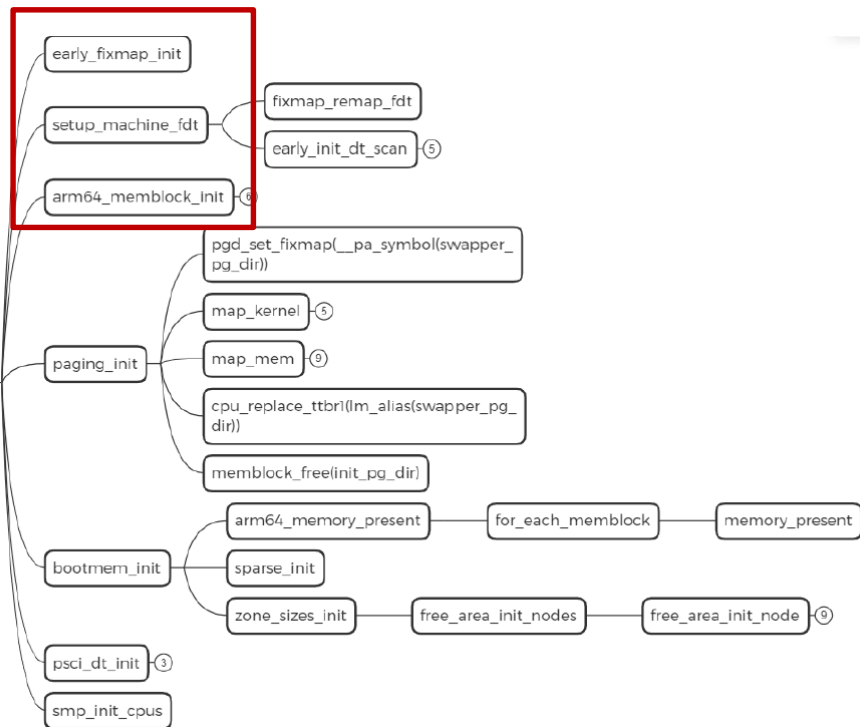 early_fixmap_init
setup_machine_fdt
fixmap_remap_fdt
early_init_dt_scan
5
arm64_memblock_init
6
paging_init
pgd_set_fixmap(__pa_symbol(swapper_
pg_dir))
map_kernel
5
map_mem
9
cpu_replace_ttbr1(lm_alias(swapper_pg_
dir))
memblock_free(init_pg_dir)
bootmem_init
arm64_memory_present
for_each_memblock
memory_present
sparse_init
zone_sizes_init
free_area_init_nodes
free_area_init_node
9
psci_dt_init
3
smp_init_cpus